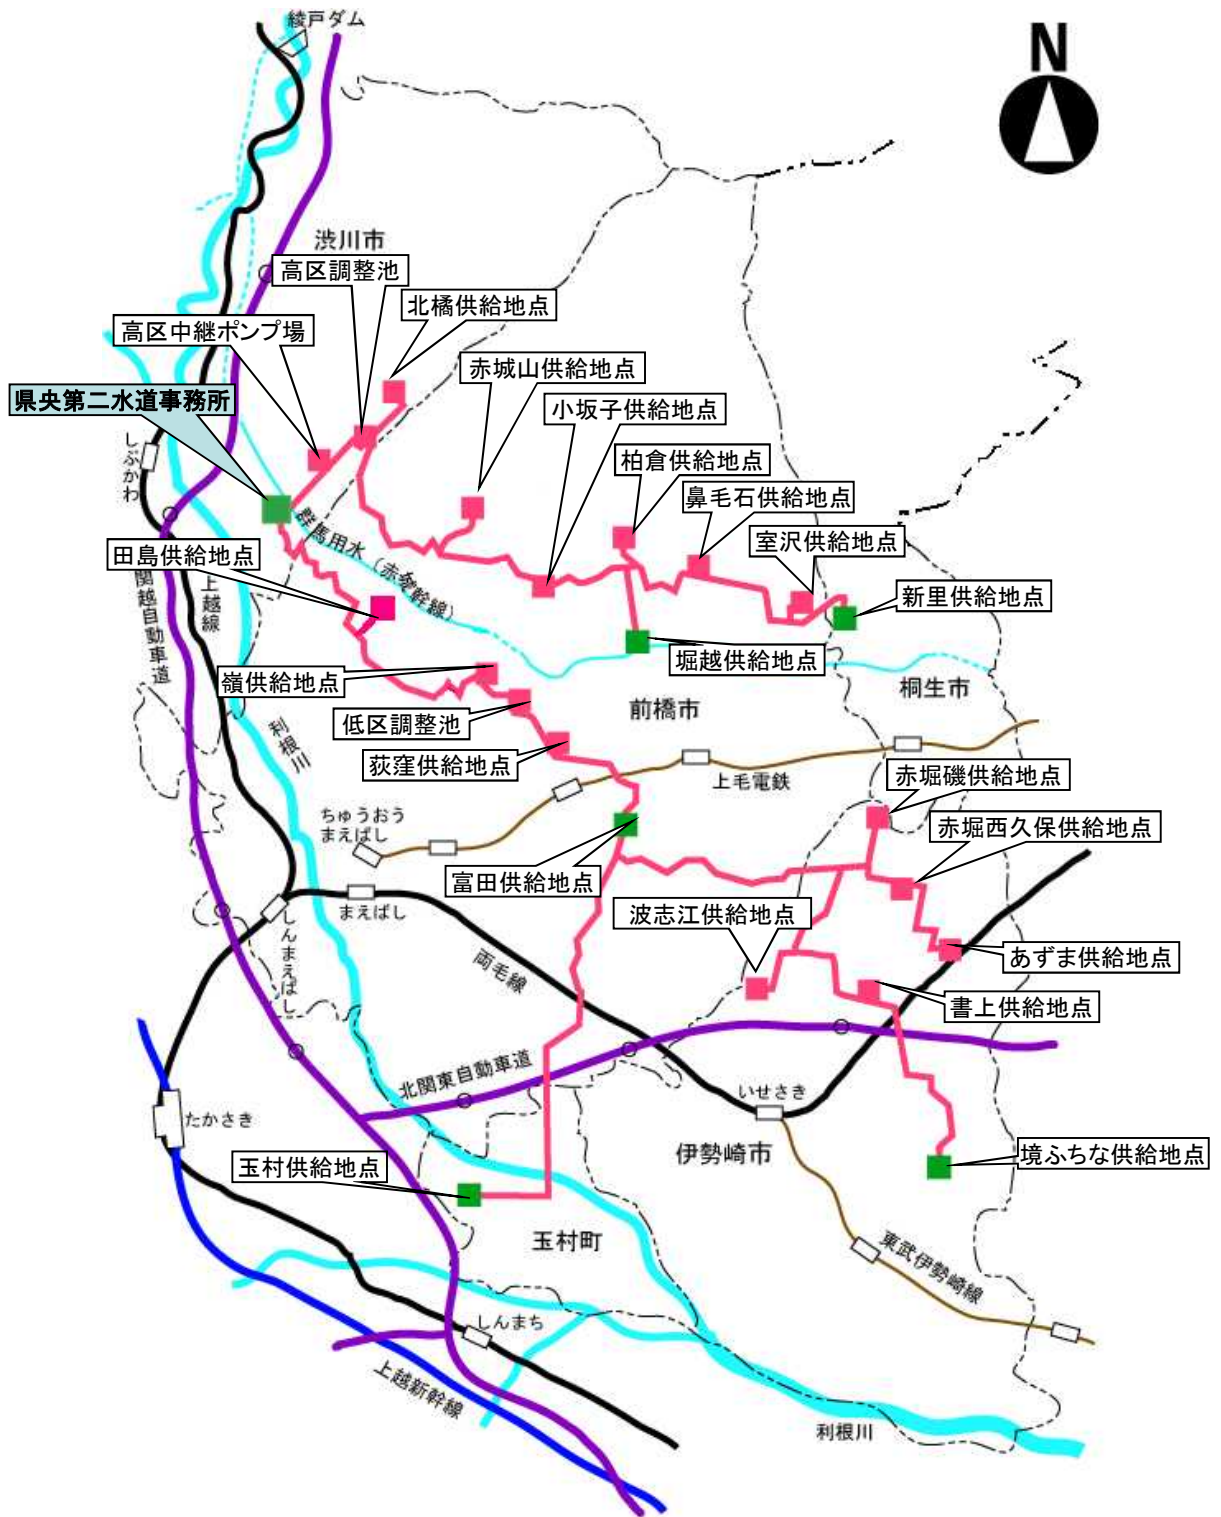 綾戸ダム
N
渋川市
高区調整池
北橘供給地点
高区中継ポンプ場
赤城山供給地点
県央第二水道事務所
小坂子供給地点
しぶかわ
柏倉供給地点
鼻毛石供給地点
群馬用水(赤条幹線)
室沢供給地点
田島供給地点
関越自動車道
上越線
新里供給地点
堀越供給地点
嶺供給地点
桐生市
前橋市
低区調整池
利根川
荻窪供給地点
上毛電鉄
赤堀磯供給地点
ちゅうおう
まえばし
赤堀西久保供給地点
富田供給地点
まえばし
波志江供給地点
しんまえばし
両毛線
あずま供給地点
書上供給地点
北関東自動車道
いせさき
たかさき
伊勢崎市
境ふちな供給地点
玉村供給地点
玉村町
東武伊勢崎線
しんまち
上越新幹線
利根川